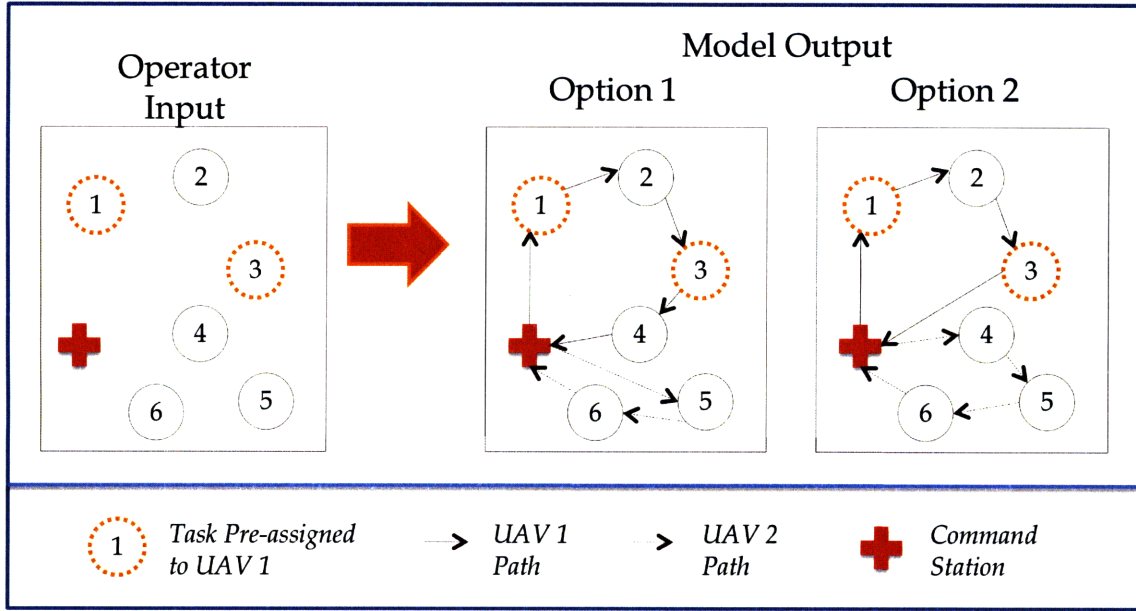 Operator
Input
Model Output
Option 1
Option 2
1
2
3
4
5
6
1
2
3
4
5
6
1
2
3
4
5
6
1
Task Pre-assigned
to UAV 1
UAV 1
Path
UAV 2
Path
Command
Station